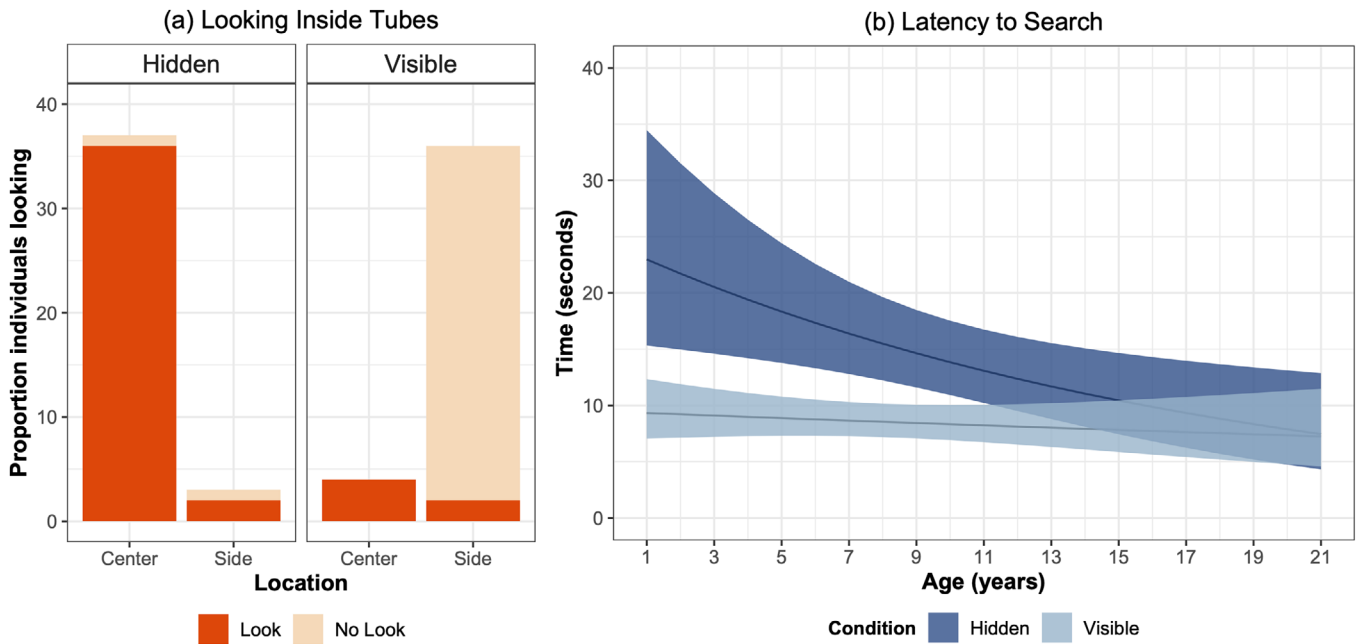 (a) Looking Inside Tubes
Hidden
Visible
Proportion individuals looking
40
30
20
10
0
Center
Side
Center
Side
Location
Look
No Look
(b) Latency to Search
Time (seconds)
40
30
20
10
0
1
3
5
7
9
11
13
15
17
19
21
Age (years)
Condition
Hidden
Visible